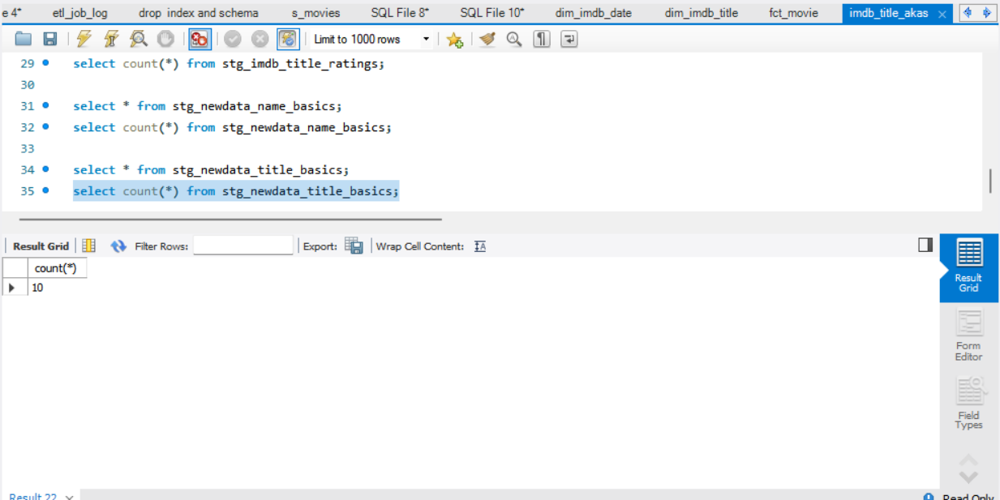 e 4* etl_job_log drop index and schema s_movies SQL File 8* SQL File 10* dim_imdb_date dim_imdb_title fct_movie imdb_title_akas
Limit to 1000 rows
29 select count(*) from stg_imdb_title_ratings;
30
31 select * from stg_newdata_name_basics;
32 select count(*) from stg_newdata_name_basics;
33
34 select * from stg_newdata_title_basics;
35 select count(*) from stg_newdata_title_basics;
Result Grid Filter Rows: Export: Wrap Cell Content:
count(*)
10
Result
Grid
Form
Editor
Field
Types
Result 22 Read Only